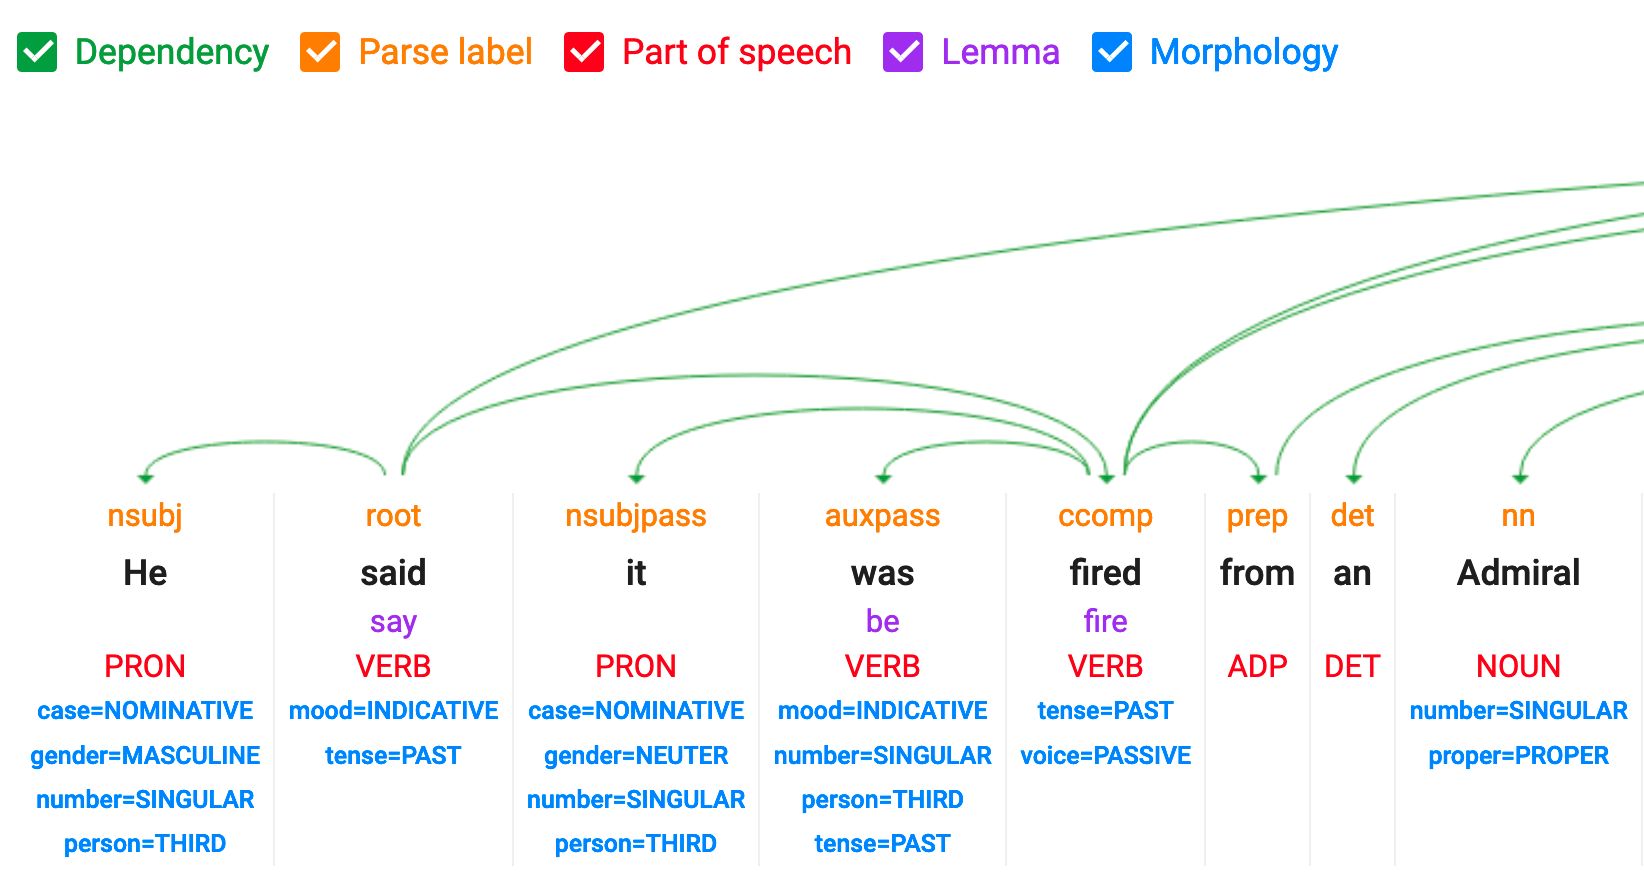 Dependency Parse label Part of speech Lemma Morphology
nsubj root nsubjpass auxpass ccomp prep det nn
He said it was fired from an Admiral
say be fire
PRON VERB PRON VERB VERB ADP DET NOUN
case=NOMINATIVE mood=INDICATIVE case=NOMINATIVE mood=INDICATIVE tense=PAST number=SINGULAR
gender=MASCULINE tense=PAST gender=NEUTER number=SINGULAR voice=PASSIVE proper=PROPER
number=SINGULAR number=SINGULAR person=THIRD
person=THIRD person=THIRD tense=PAST